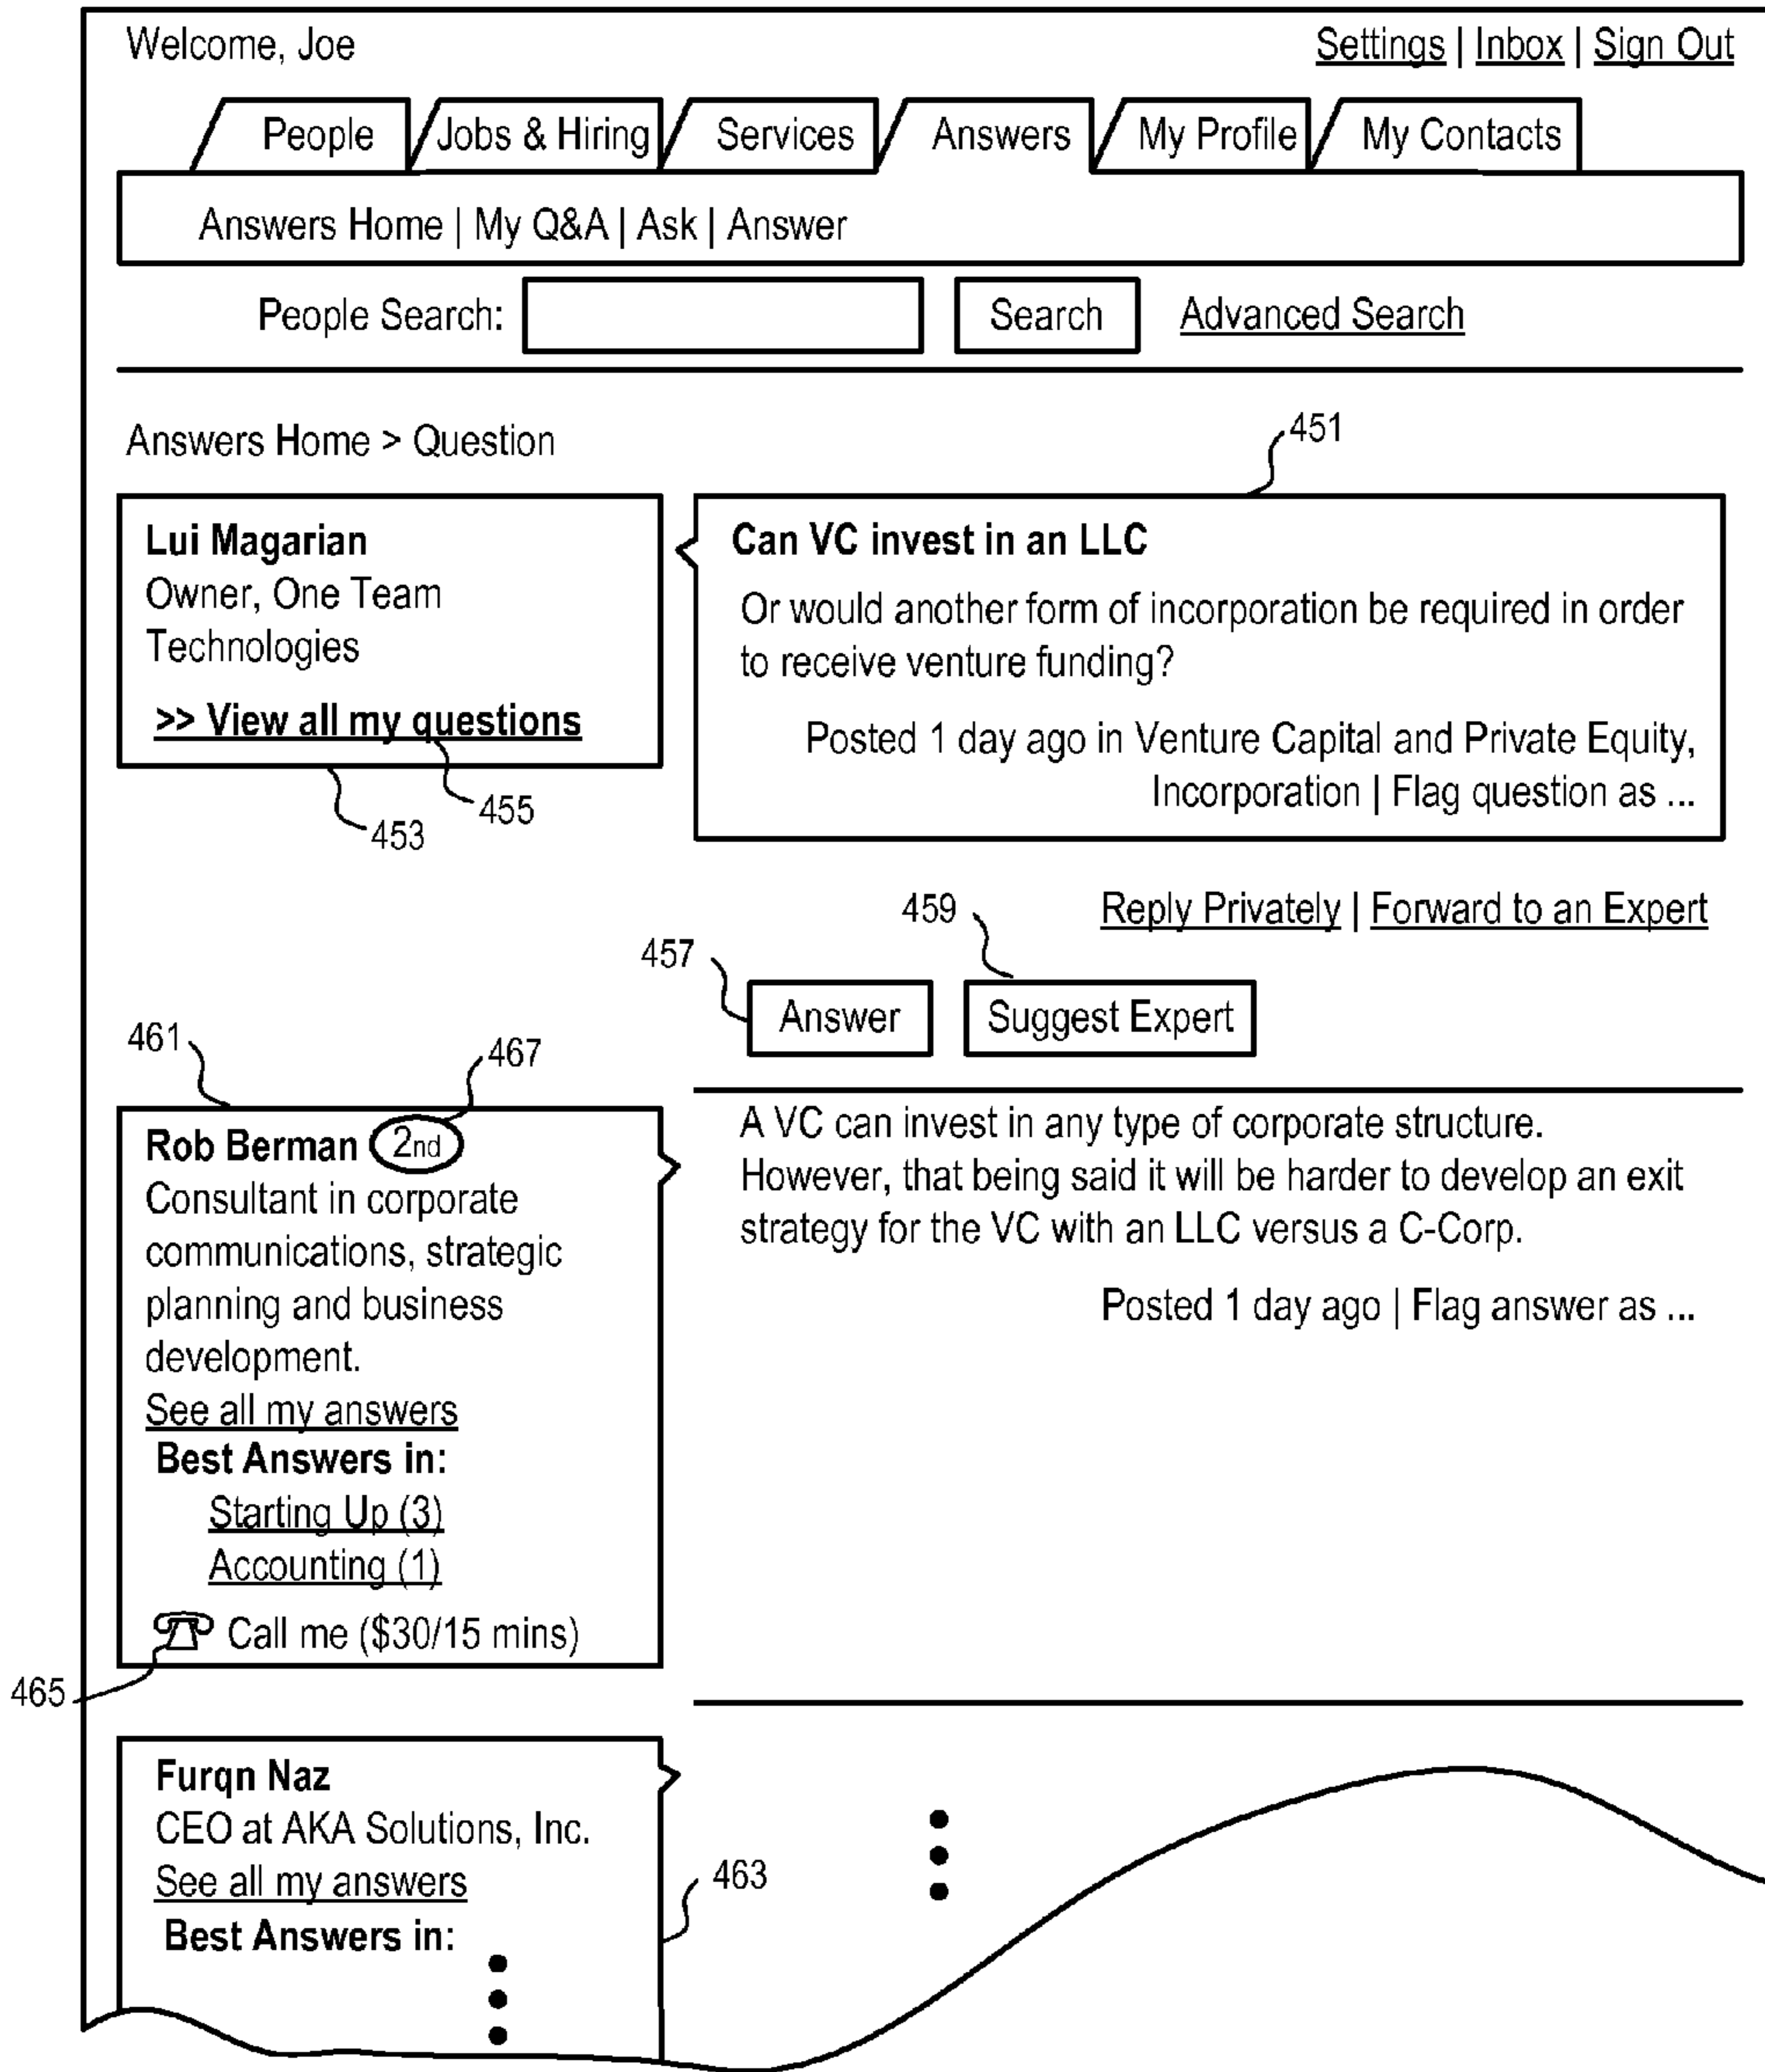 Welcome, Joe
Settings | Inbox | Sign Out
People
Jobs & Hiring
Services
Answers
My Profile
My Contacts
Answers Home | My Q&A | Ask | Answer
People Search:
Search
Advanced Search
Answers Home > Question
451
Lui Magarian
Owner, One Team
Technologies
>> View all my questions
455
453
Can VC invest in an LLC
Or would another form of incorporation be required in order
to receive venture funding?
Posted 1 day ago in Venture Capital and Private Equity,
Incorporation | Flag question as ...
Reply Privately | Forward to an Expert
459
457
Answer
Suggest Expert
461
467
Rob Berman 2nd
Consultant in corporate
communications, strategic
planning and business
development.
See all my answers
Best Answers in:
Starting Up (3)
Accounting (1)
Call me ($30/15 mins)
465
A VC can invest in any type of corporate structure.
However, that being said it will be harder to develop an exit
strategy for the VC with an LLC versus a C-Corp.
Posted 1 day ago | Flag answer as ...
Furqn Naz
CEO at AKA Solutions, Inc.
See all my answers
Best Answers in:
463